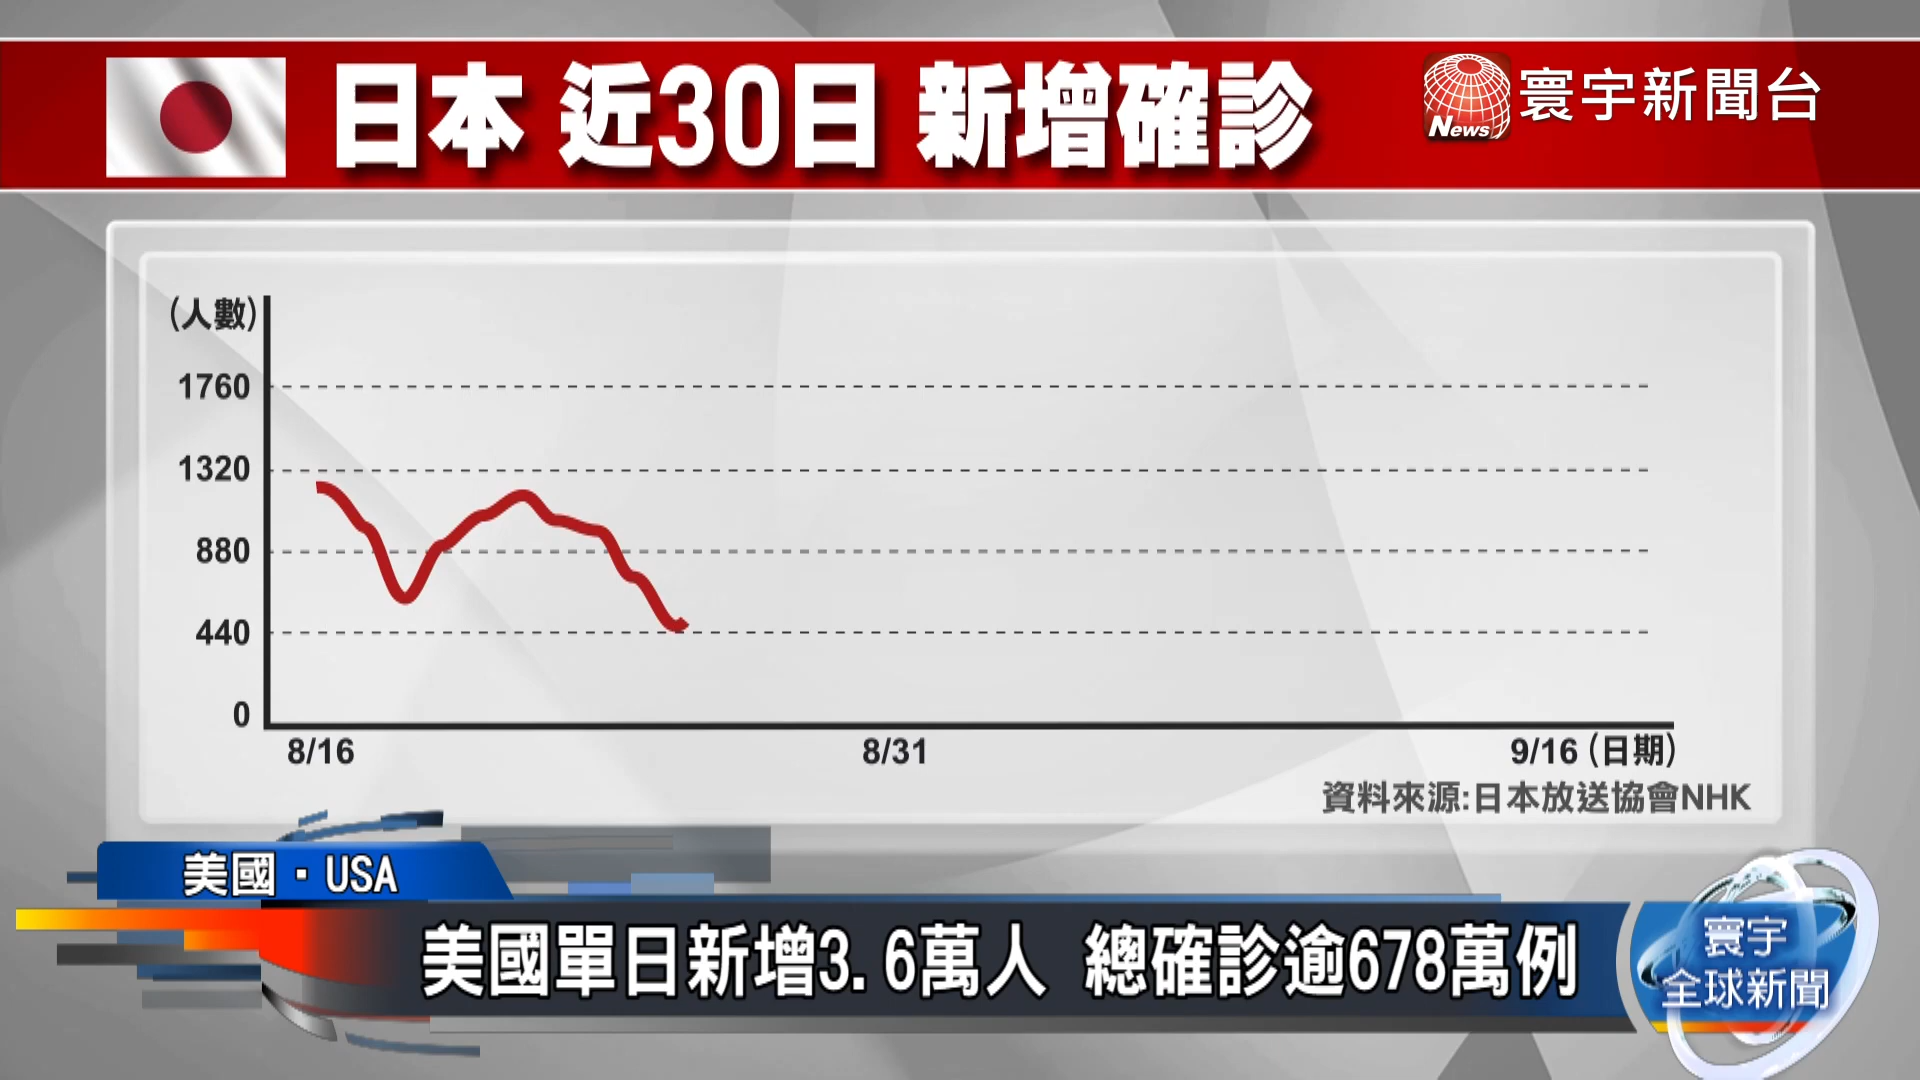 日本 近30日 新增確診
News 寰宇新聞台
(人數)
1760
1320
880
440
0
8/16 8/31 9/16 (日期)
資料來源:日本放送協會NHK
美國·USA
美國單日新增3.6萬人 總確診逾678萬例
寰宇
全球新聞